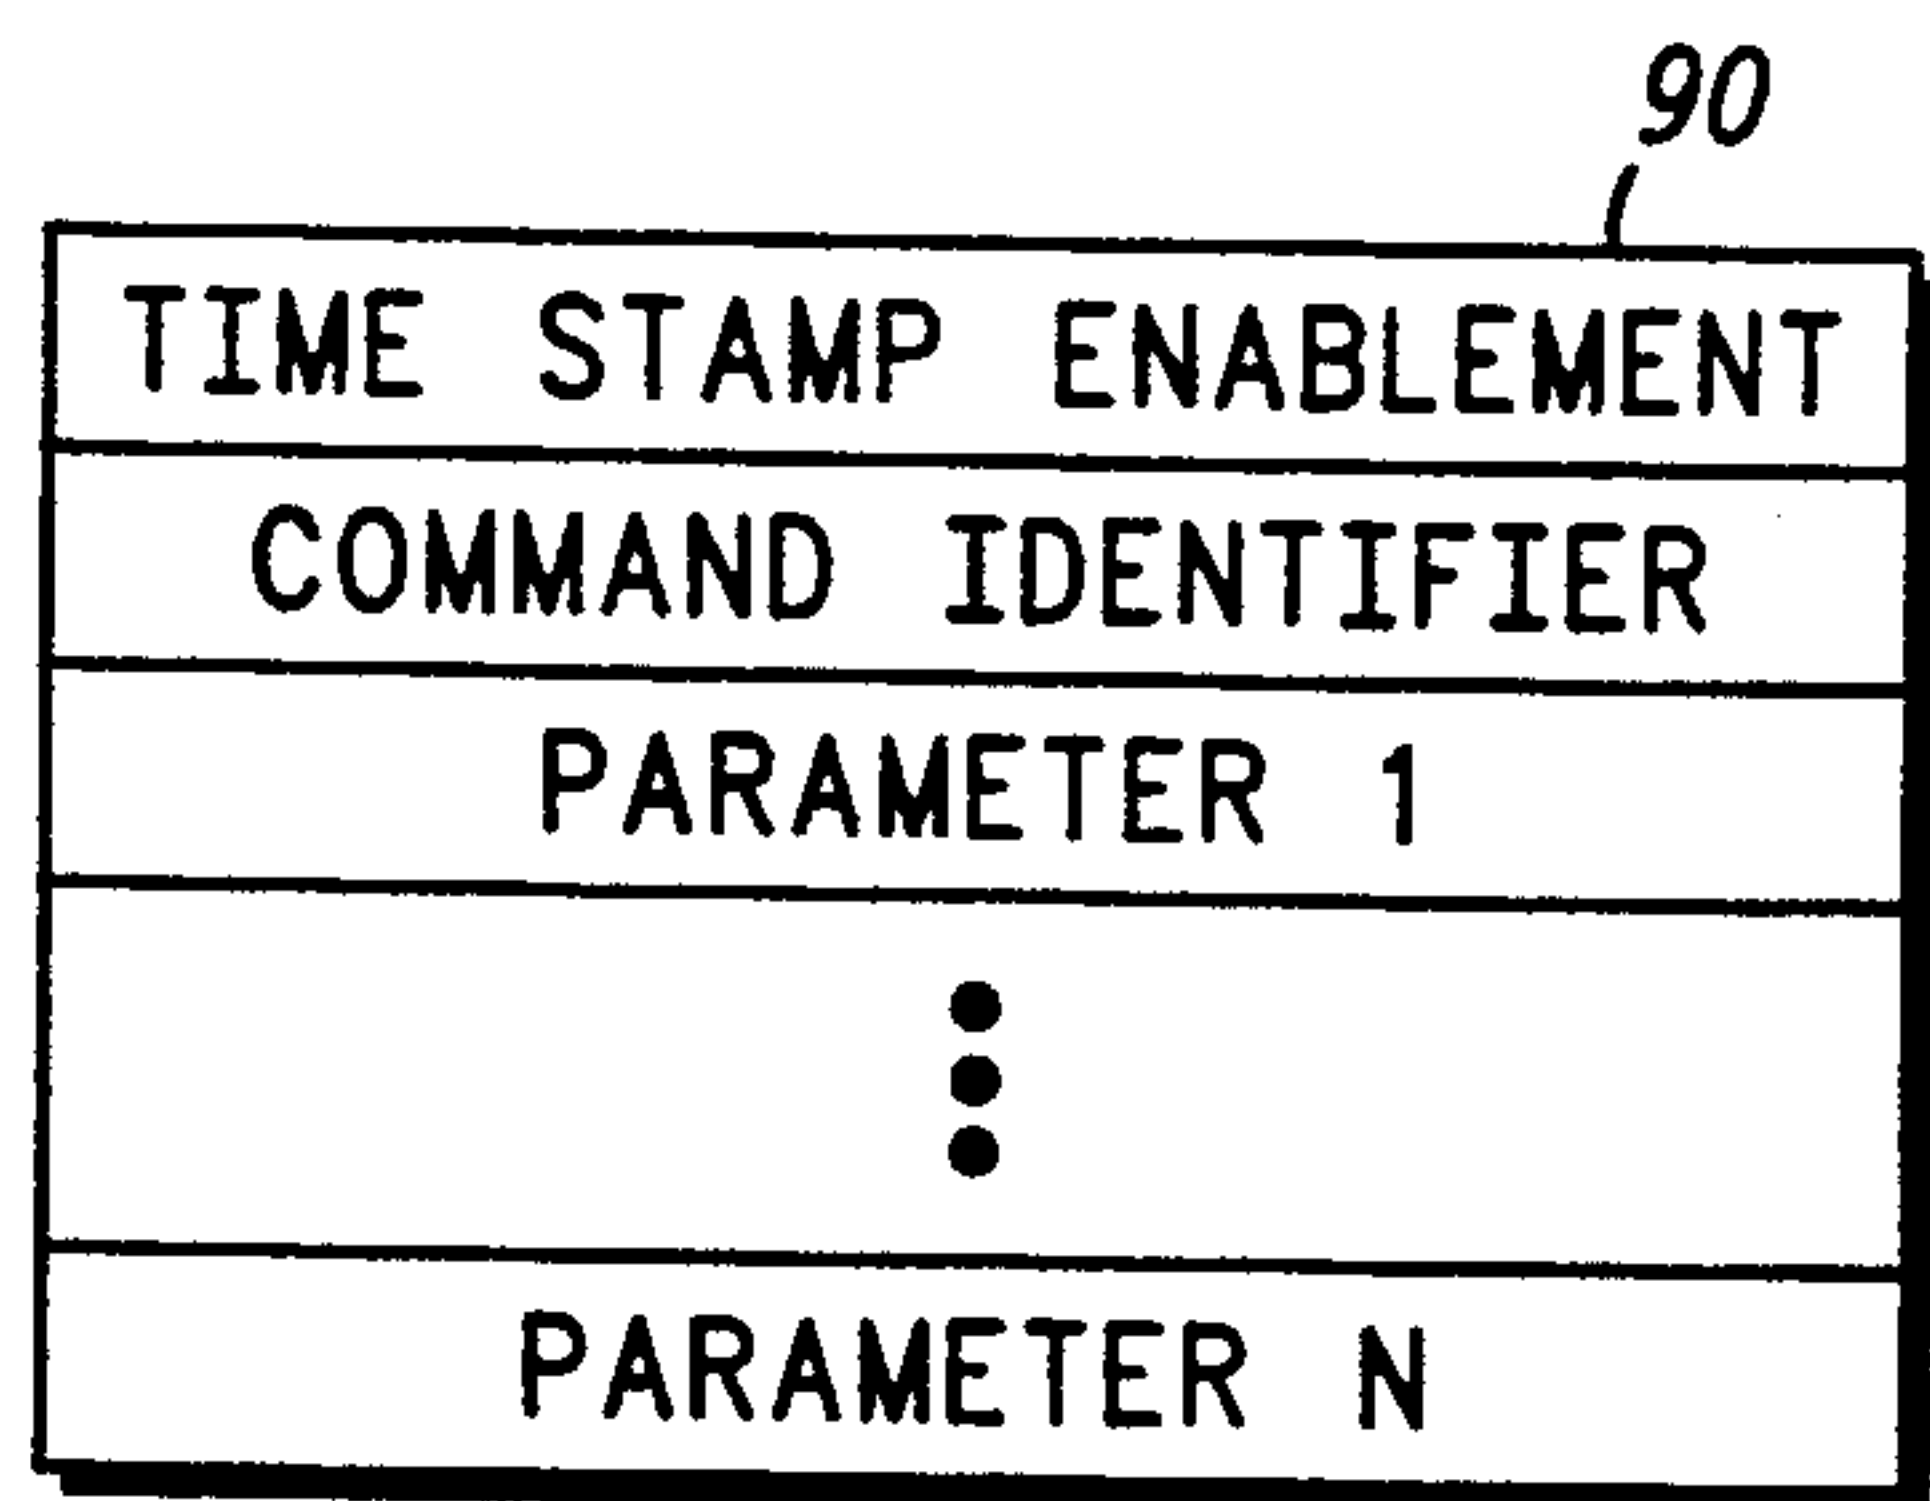 90
TIME STAMP ENABLEMENT
COMMAND IDENTIFIER
PARAMETER 1
PARAMETER N